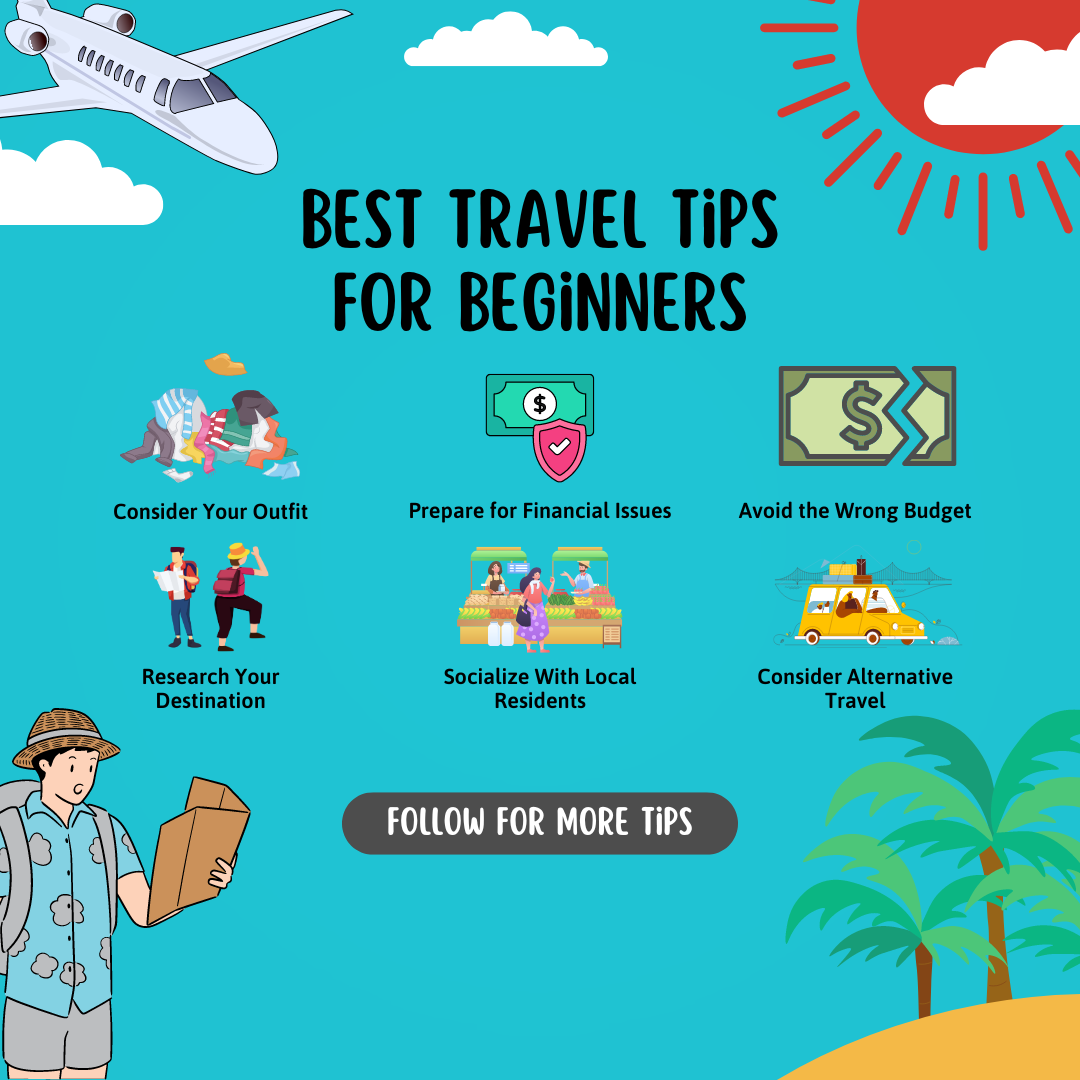 BEST TRAVEL TiPS
FOR BEGiNNERS
Consider Your Outfit
Prepare for Financial Issues
Avoid the Wrong Budget
Research Your
Destination
Socialize With Local
Residents
Consider Alternative
Travel
FOLLOW FOR MORE TiPS